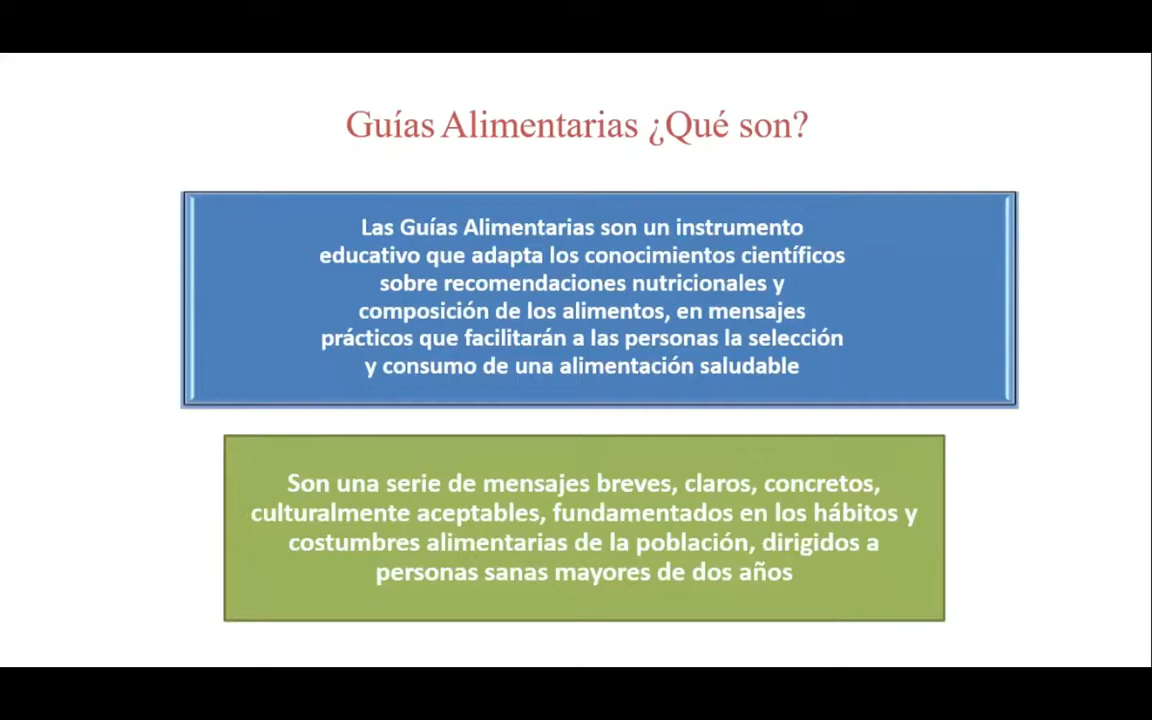 Guías Alimentarias ¿Qué son?
Las Guías Alimentarias son un instrumento
educativo que adapta los conocimientos científicos
sobre recomendaciones nutricionales y
composición de los alimentos, en mensajes
prácticos que facilitarán a las personas la selección
y consumo de una alimentación saludable
Son una serie de mensajes breves, claros, concretos,
culturalmente aceptables, fundamentados en los hábitos y
costumbres alimentarias de la población, dirigidos a
personas sanas mayores de dos años